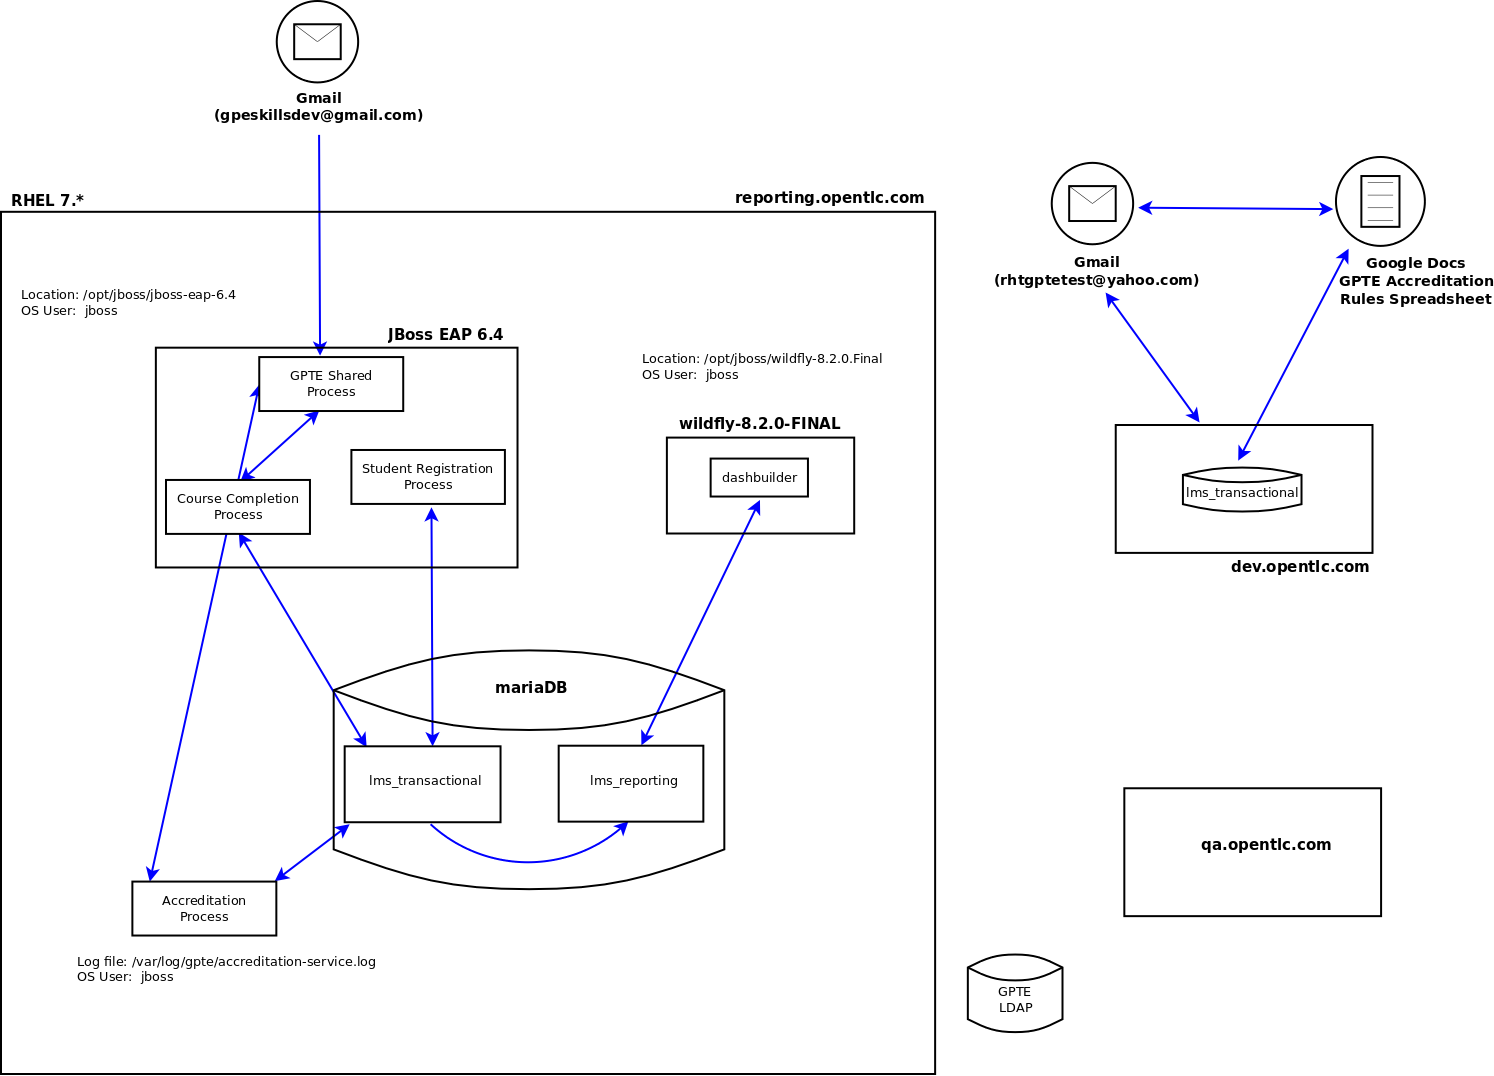 Gmail
(gpeskillsdev@gmail.com)
RHEL 7.*
reporting.opentlc.com
Location: /opt/jboss/jboss-eap-6.4
OS User:  jboss
JBoss EAP 6.4
GPTE Shared
Process
Student Registration
Process
Course Completion
Process
Location: /opt/jboss/wildfly-8.2.0.Final
OS User:  jboss
wildfly-8.2.0-FINAL
dashbuilder
mariaDB
lms_transactional
lms_reporting
Accreditation
Process
Log file: /var/log/gpte/accreditation-service.log
OS User:  jboss
Gmail
(rhtgptetest@yahoo.com)
Google Docs
GPTE Accreditation
Rules Spreadsheet
lms_transactional
dev.opentlc.com
qa.opentlc.com
GPTE
LDAP